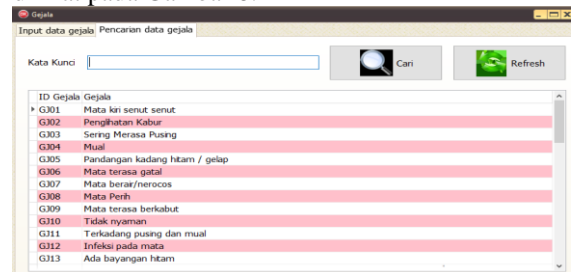 Gejala
Input data gejala Pencarian data gejala
Kata Kunci Cari Refresh
ID Gejala Gejala
GJ01 Mata kiri senut senut
GJ02 Penglihatan Kabur
GJ03 Sering Merasa Pusing
GJ04 Mual
GJ05 Pandangan kadang hitam / gelap
GJ06 Mata terasa gatal
GJ07 Mata berair/nerocos
GJ08 Mata Perih
GJ09 Mata terasa berkabut
GJ10 Tidak nyaman
GJ11 Terkadang pusing dan mual
GJ12 Infeksi pada mata
GJ13 Ada bayangan hitam